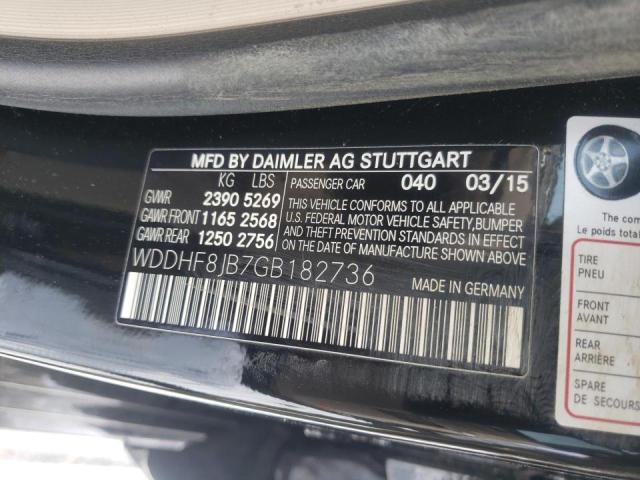 MFD BY DAIMLER AG STUTTGART
KG LBS
GVWR 2390 5269
GAWR FRONT 1165 2568
GAWR REAR 1250 2756
PASSENGER CAR 040 03/15
THIS VEHICLE CONFORMS TO ALL APPLICABLE
U.S. FEDERAL MOTOR VEHICLE SAFETY, BUMPER
AND THEFT PREVENTION STANDARDS IN EFFECT
ON THE DATE OF MANUFACTURE SHOWN ABOVE.
WDDHF8JB7GB182736
MADE IN GERMANY
The com
Le poids total
TIRE
PNEU
FRONT
AVANT
REAR
ARRIÈRE
SPARE
DE SECOURS